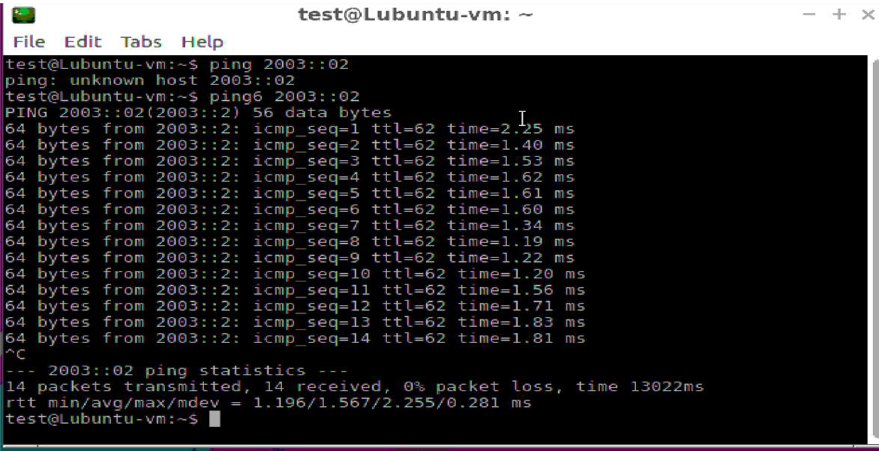 test@Lubuntu-vm: ~
File Edit Tabs Help
test@Lubuntu-vm:~$ ping 2003::02
ping: unknown host 2003::02
test@Lubuntu-vm:~$ ping6 2003::02
PING 2003::02(2003::2) 56 data bytes
64 bytes from 2003::2: icmp_seq=1 ttl=62 time=2.25 ms
64 bytes from 2003::2: icmp_seq=2 ttl=62 time=1.40 ms
64 bytes from 2003::2: icmp_seq=3 ttl=62 time=1.53 ms
64 bytes from 2003::2: icmp_seq=4 ttl=62 time=1.62 ms
64 bytes from 2003::2: icmp_seq=5 ttl=62 time=1.61 ms
64 bytes from 2003::2: icmp_seq=6 ttl=62 time=1.60 ms
64 bytes from 2003::2: icmp_seq=7 ttl=62 time=1.34 ms
64 bytes from 2003::2: icmp_seq=8 ttl=62 time=1.19 ms
64 bytes from 2003::2: icmp_seq=9 ttl=62 time=1.22 ms
64 bytes from 2003::2: icmp_seq=10 ttl=62 time=1.20 ms
64 bytes from 2003::2: icmp_seq=11 ttl=62 time=1.56 ms
64 bytes from 2003::2: icmp_seq=12 ttl=62 time=1.71 ms
64 bytes from 2003::2: icmp_seq=13 ttl=62 time=1.83 ms
64 bytes from 2003::2: icmp_seq=14 ttl=62 time=1.81 ms
^C
--- 2003::02 ping statistics ---
14 packets transmitted, 14 received, 0% packet loss, time 13022ms
rtt min/avg/max/mdev = 1.196/1.567/2.255/0.281 ms
test@Lubuntu-vm:~$